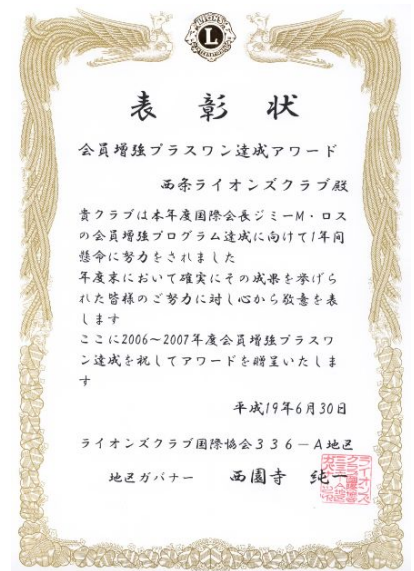 L
表彰状
会員増強プラスワン達成アワード
西条ライオンズクラブ殿
貴クラブは本年度国際会長ジミーM・ロス
の会員増強プログラム達成に向けて1年間
懸命に努力をされました
年度末において確実にその成果を挙げら
れた皆様のご努力に対し心から敬意を表
します
ここに2006～2007年度会員増強プラスワ
ン達成を祝してアワードを贈呈いたしま
す
平成19年6月30日
ライオンズクラブ国際協会336－A地区
地区ガバナー 西園寺 純一